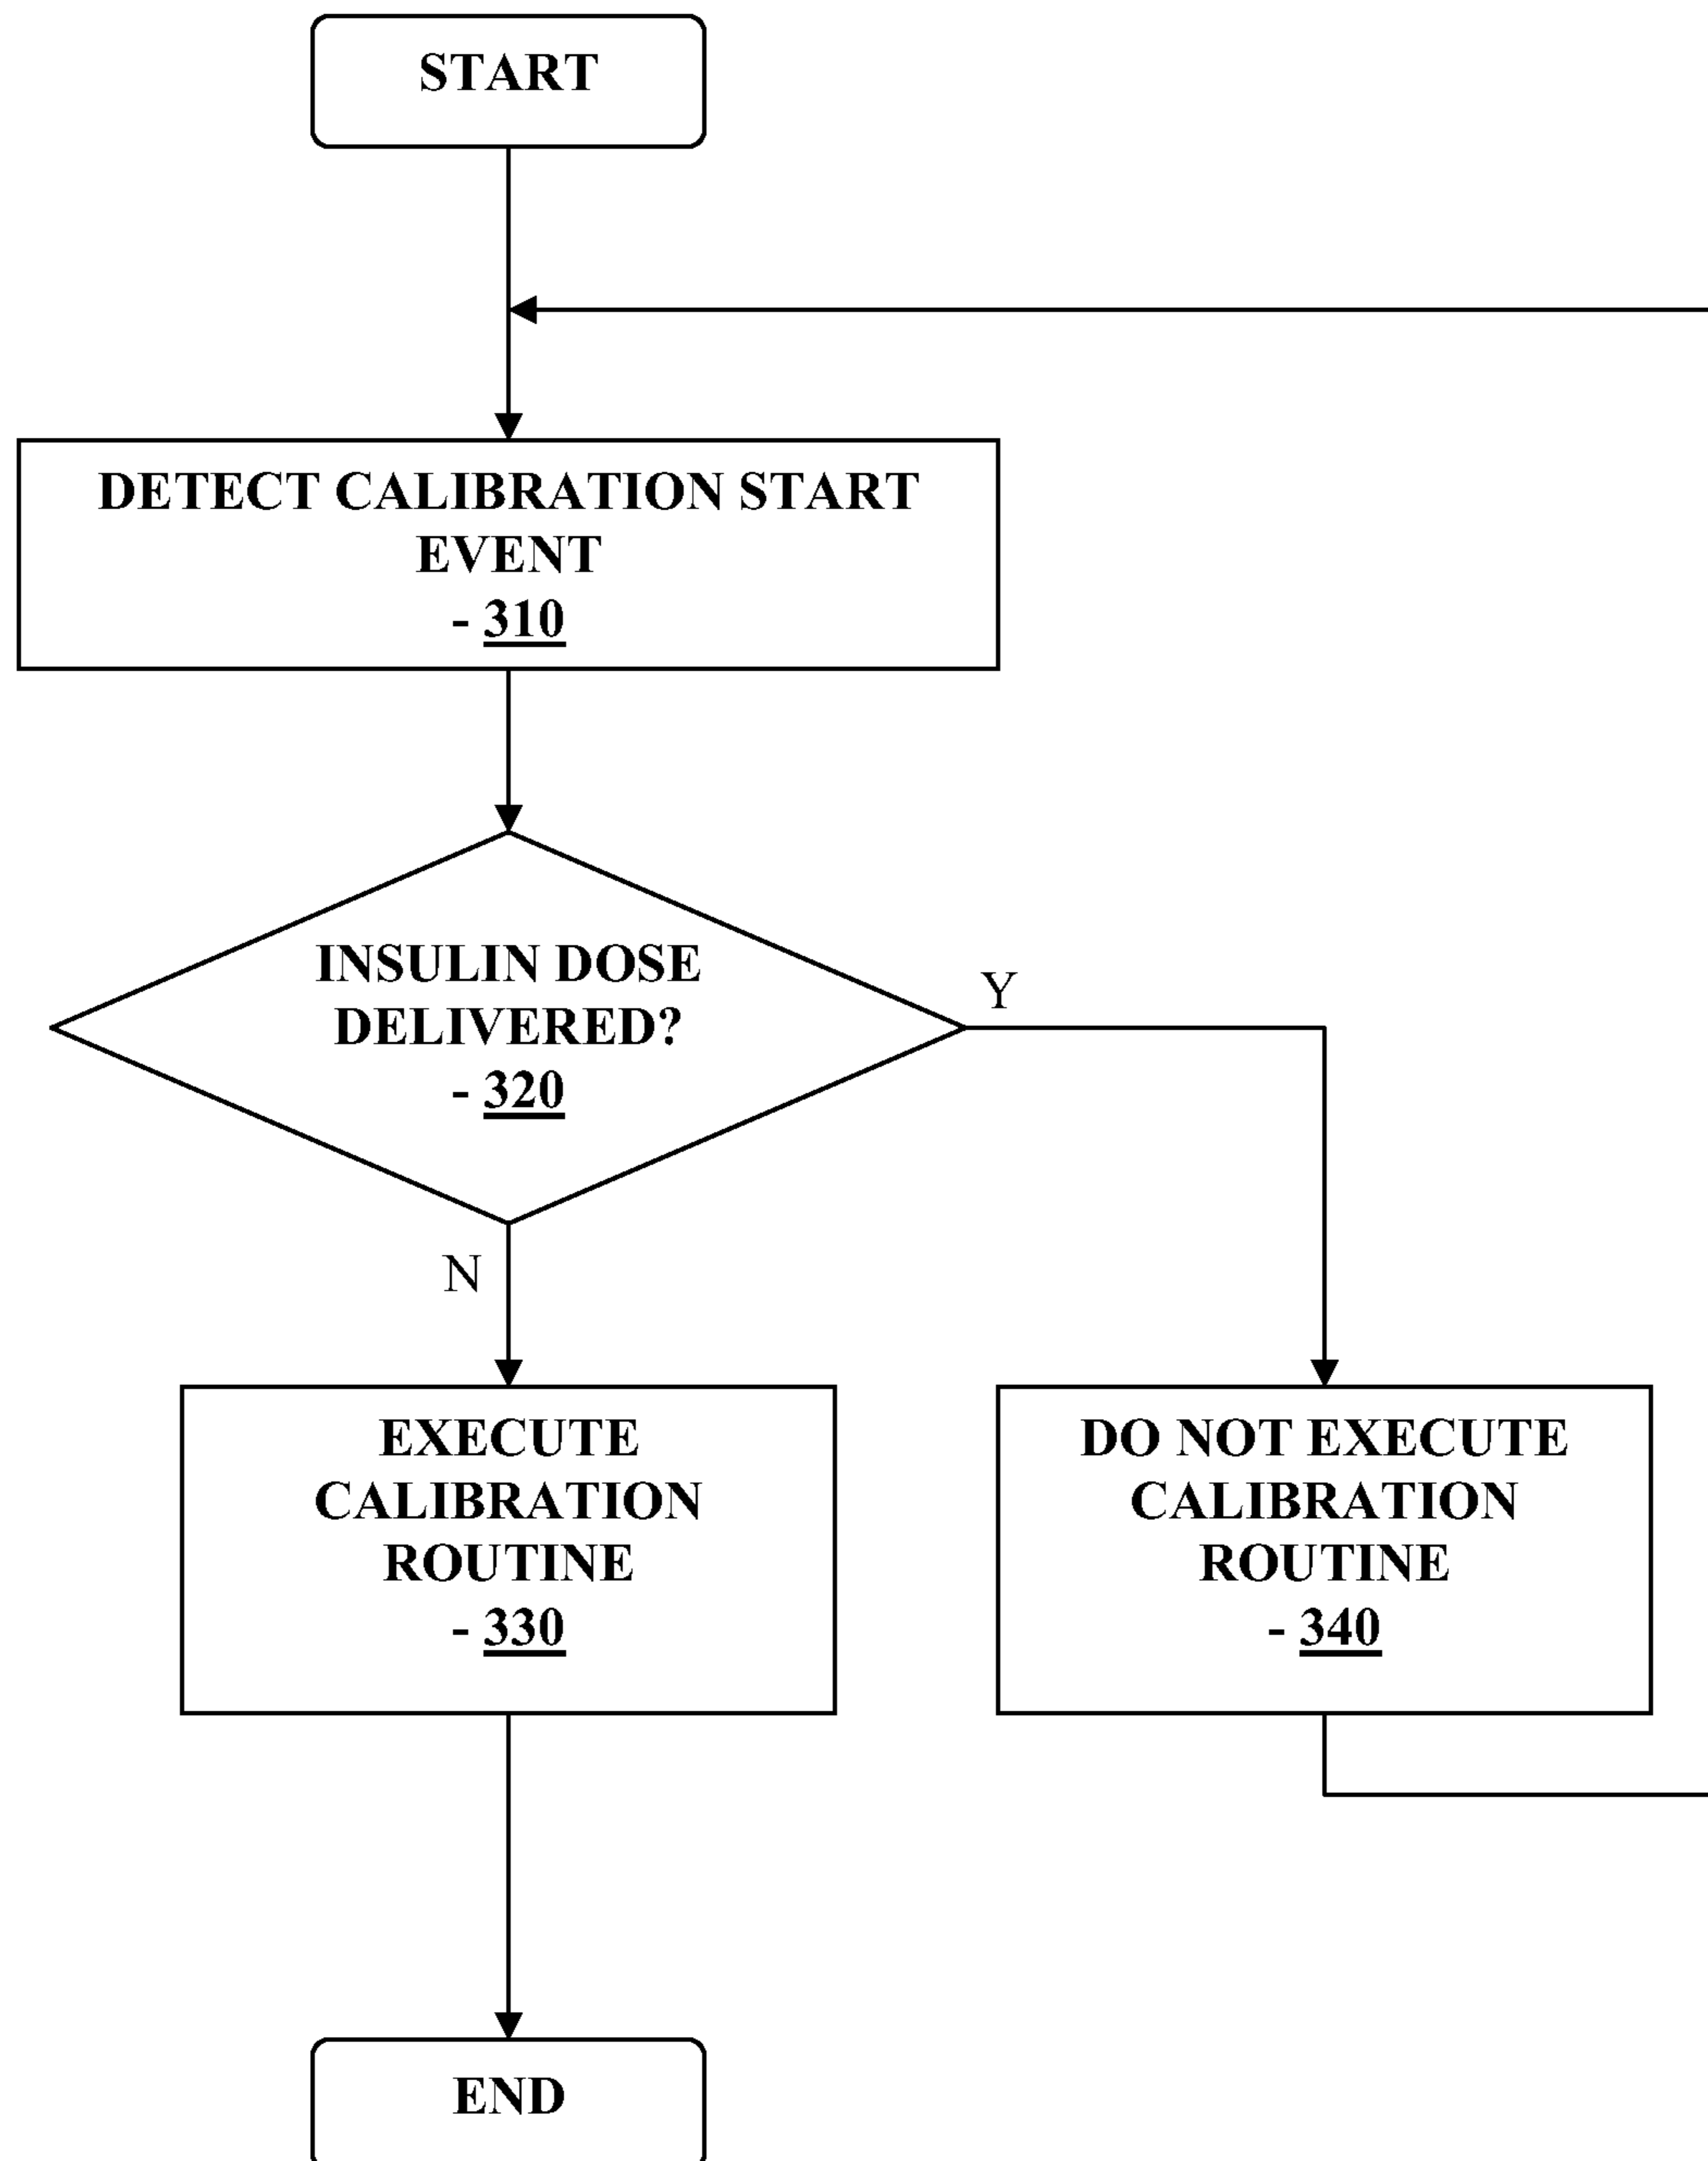 START
DETECT CALIBRATION START
EVENT
- 310
INSULIN DOSE
DELIVERED?
- 320
Y
N
EXECUTE
CALIBRATION
ROUTINE
- 330
DO NOT EXECUTE
CALIBRATION
ROUTINE
- 340
END